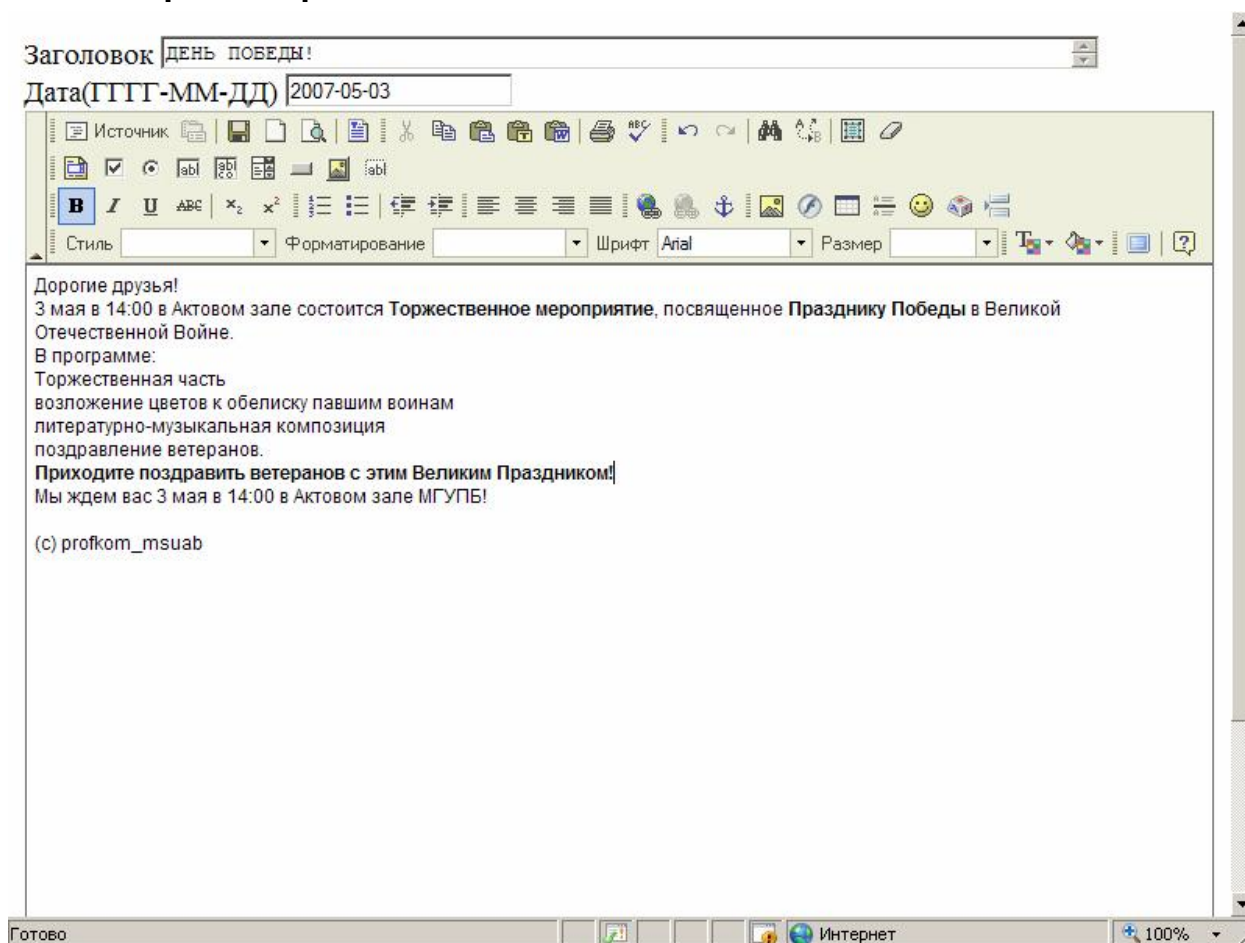 Заголовок ДЕНЬ ПОБЕДЫ!
Дата(ГГГГ-ММ-ДД) 2007-05-03
Источник
Стиль Форматирование Шрифт Arial Размер
Дорогие друзья!
3 мая в 14:00 в Актовом зале состоится Торжественное мероприятие, посвященное Празднику Победы в Великой
Отечественной Войне.
В программе:
Торжественная часть
возложение цветов к обелиску павшим воинам
литературно-музыкальная композиция
поздравление ветеранов.
Приходите поздравить ветеранов с этим Великим Праздником!
Мы ждем вас 3 мая в 14:00 в Актовом зале МГУПБ!
(c) profkom_msuab
Готово Интернет 100%